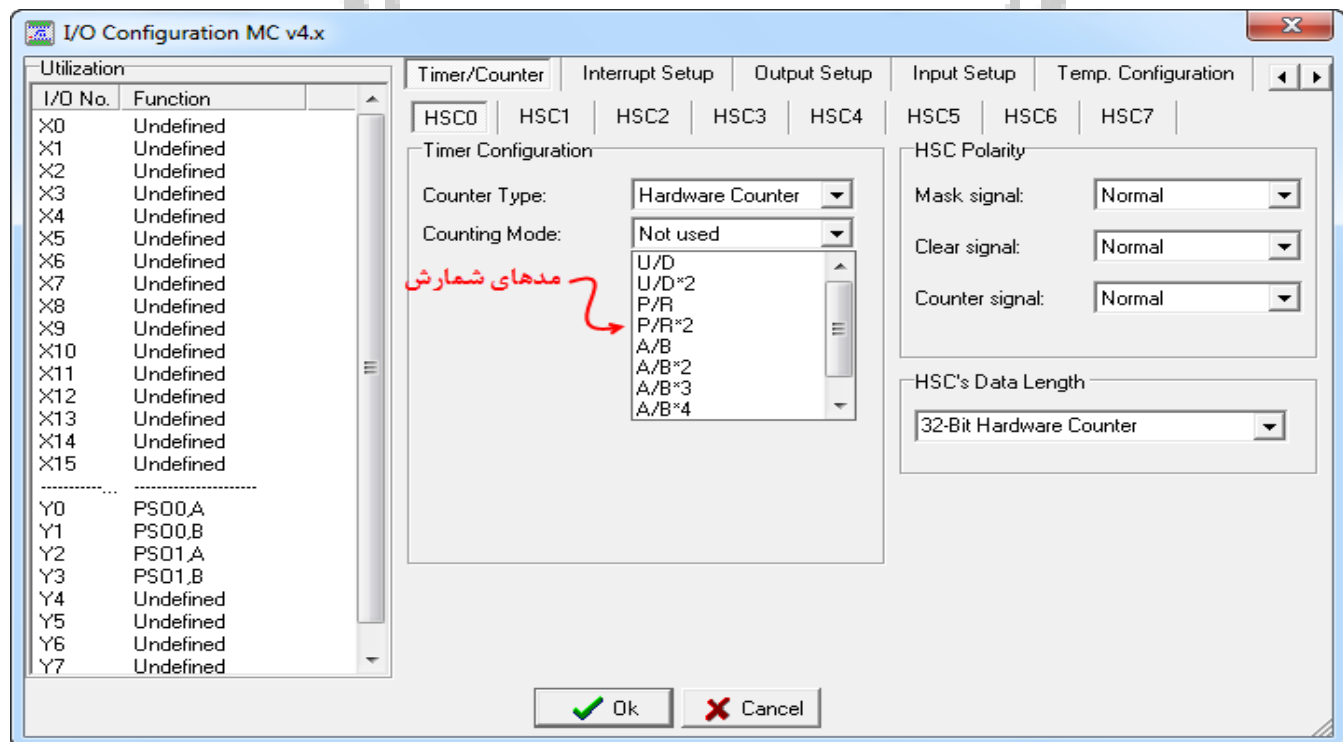 I/O Configuration MC v4.x
Utilization
I/O No. Function
X0 Undefined
X1 Undefined
X2 Undefined
X3 Undefined
X4 Undefined
X5 Undefined
X6 Undefined
X7 Undefined
X8 Undefined
X9 Undefined
X10 Undefined
X11 Undefined
X12 Undefined
X13 Undefined
X14 Undefined
X15 Undefined
-----------... ----------------------
Y0 PSO0,A
Y1 PSO0,B
Y2 PSO1,A
Y3 PSO1,B
Y4 Undefined
Y5 Undefined
Y6 Undefined
Y7 Undefined
Timer/Counter Interrupt Setup Output Setup Input Setup Temp. Configuration
HSC0 HSC1 HSC2 HSC3 HSC4 HSC5 HSC6 HSC7
Timer Configuration
Counter Type: Hardware Counter
Counting Mode: Not used
U/D
U/D*2
P/R
P/R*2
A/B
A/B*2
A/B*3
A/B*4
مدهای شمارش
HSC Polarity
Mask signal: Normal
Clear signal: Normal
Counter signal: Normal
HSC's Data Length
32-Bit Hardware Counter
Ok Cancel